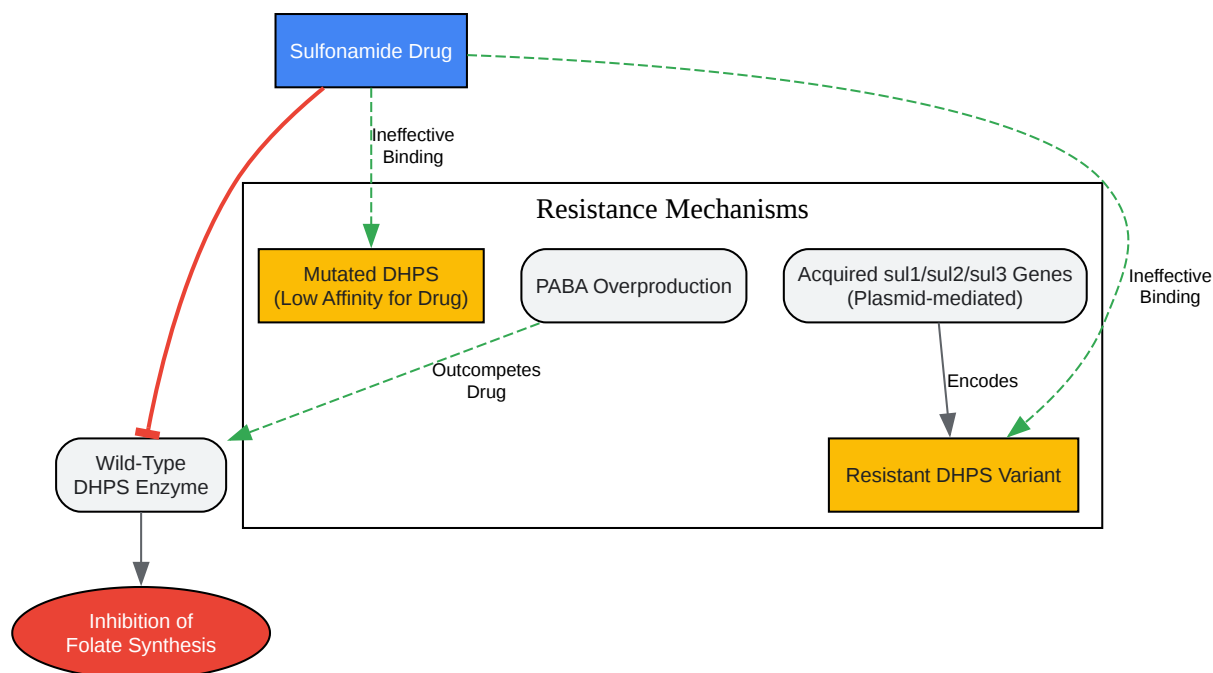 Sulfonamide Drug
Ineffective
Binding
Resistance Mechanisms
Mutated DHPS
(Low Affinity for Drug)
PABA Overproduction
Acquired sul1/sul2/sul3 Genes
(Plasmid-mediated)
Ineffective
Binding
Outcompetes
Drug
Encodes
Wild-Type
DHPS Enzyme
Resistant DHPS Variant
Inhibition of
Folate Synthesis